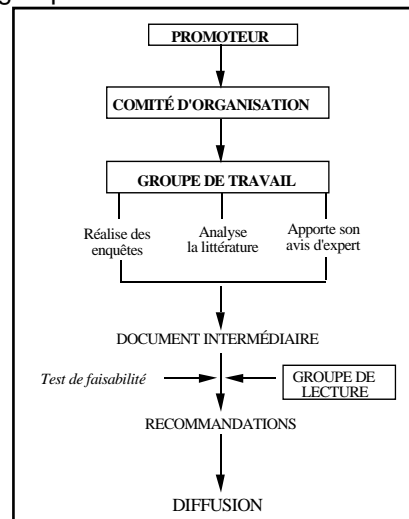 PROMOTEUR
COMITÉ D'ORGANISATION
GROUPE DE TRAVAIL
Réalise des
enquêtes
Analyse
la littérature
Apporte son
avis d'expert
DOCUMENT INTERMÉDIAIRE
Test de faisabilité
GROUPE DE
LECTURE
RECOMMANDATIONS
DIFFUSION